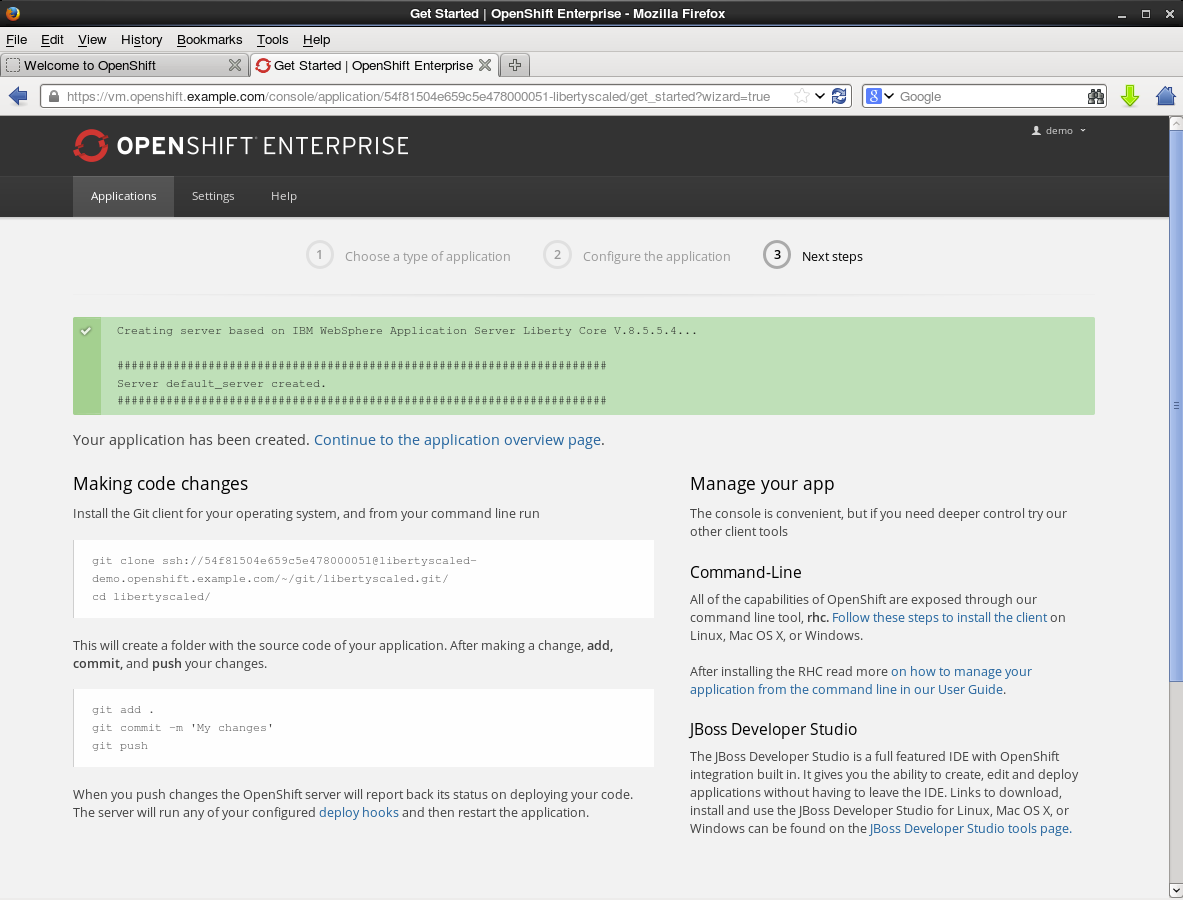 Get Started | OpenShift Enterprise - Mozilla Firefox
File Edit View History Bookmarks Tools Help
Welcome to OpenShift
Get Started | OpenShift Enterprise
https://vm.openshift.example.com/console/application/54f81504e659c5e478000051-libertyscaled/get_started?wizard=true
8 Google
OPENSHIFT ENTERPRISE
demo
Applications Settings Help
1 Choose a type of application
2 Configure the application
3 Next steps
Creating server based on IBM WebSphere Application Server Liberty Core V.8.5.5.4...
######################################################################
Server default_server created.
######################################################################
Your application has been created. Continue to the application overview page.
Making code changes
Install the Git client for your operating system, and from your command line run
git clone ssh://54f81504e659c5e478000051@libertyscaled-
demo.openshift.example.com/~/git/libertyscaled.git/
cd libertyscaled/
This will create a folder with the source code of your application. After making a change, add,
commit, and push your changes.
git add .
git commit -m 'My changes'
git push
When you push changes the OpenShift server will report back its status on deploying your code.
The server will run any of your configured deploy hooks and then restart the application.
Manage your app
The console is convenient, but if you need deeper control try our
other client tools
Command-Line
All of the capabilities of OpenShift are exposed through our
command line tool, rhc. Follow these steps to install the client on
Linux, Mac OS X, or Windows.
After installing the RHC read more on how to manage your
application from the command line in our User Guide.
JBoss Developer Studio
The JBoss Developer Studio is a full featured IDE with OpenShift
integration built in. It gives you the ability to create, edit and deploy
applications without having to leave the IDE. Links to download,
install and use the JBoss Developer Studio for Linux, Mac OS X, or
Windows can be found on the JBoss Developer Studio tools page.